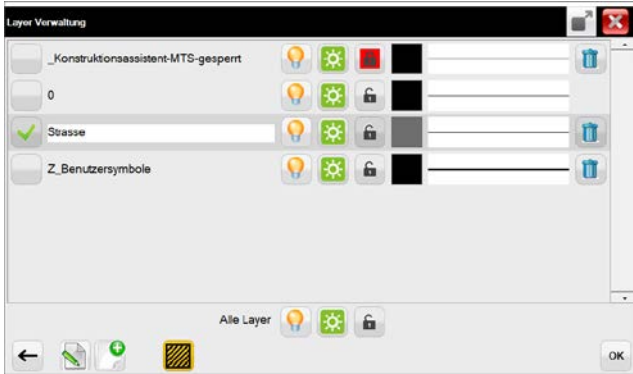 Layer Verwaltung
_Konstruktionsassistent-MTS-gesperrt
0
Strasse
Z_Benutzersymbole
Alle Layer
OK